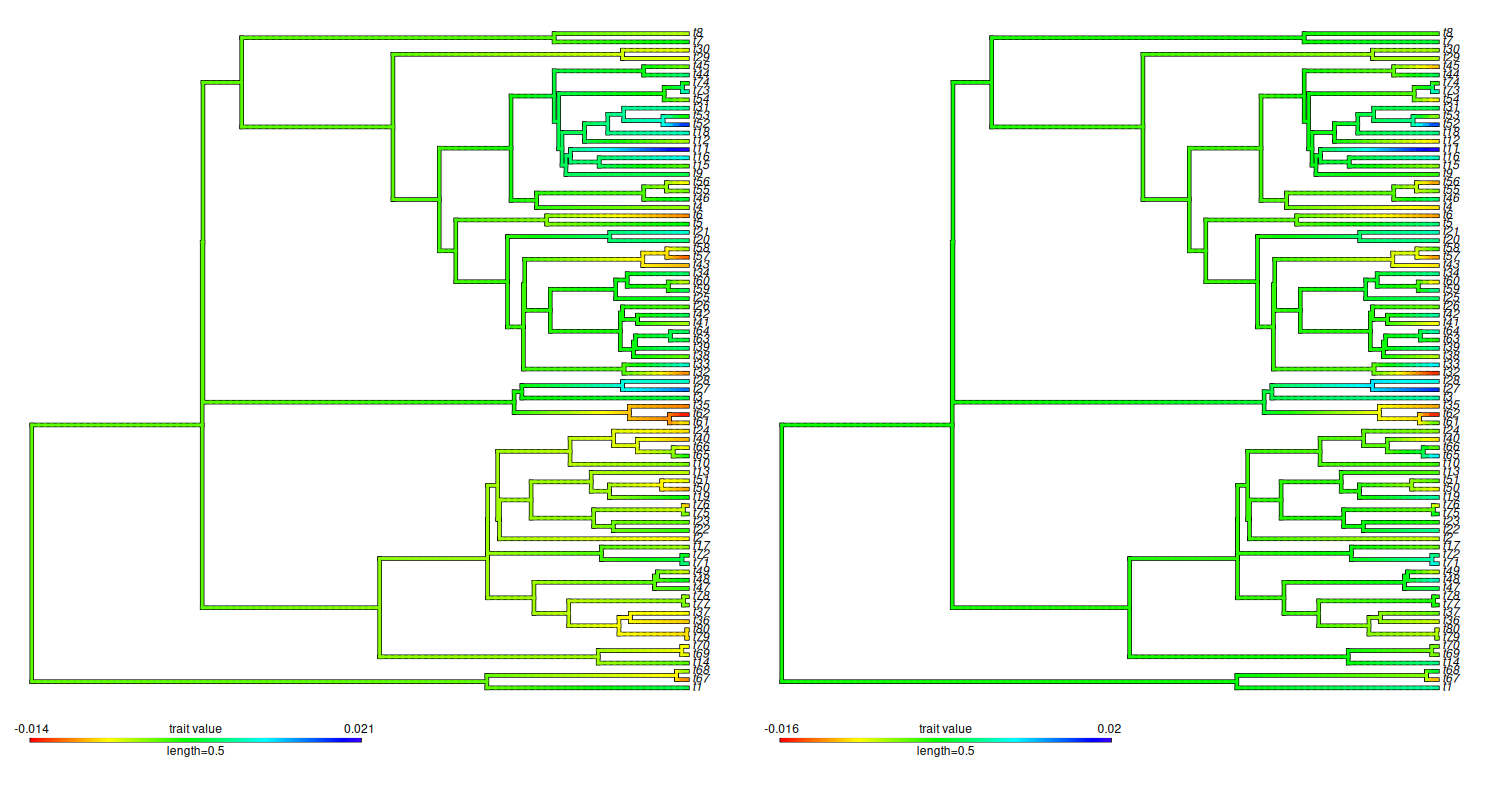 t8
t7
t30
t29
t45
t44
t74
t73
t54
t31
t53
t52
t18
t12
t11
t16
t15
t9
t56
t55
t46
t4
t6
t5
t21
t20
t58
t57
t43
t34
t60
t59
t25
t26
t42
t41
t64
t63
t39
t38
t33
t32
t28
t27
t3
t35
t62
t61
t24
t40
t66
t65
t10
t13
t51
t50
t19
t76
t75
t23
t22
t2
t17
t72
t71
t49
t48
t47
t78
t77
t37
t36
t80
t79
t70
t69
t14
t68
t67
t1
-0.014 trait value 0.021
length=0.5
t8
t7
t30
t29
t45
t44
t74
t73
t54
t31
t53
t52
t18
t12
t11
t16
t15
t9
t56
t55
t46
t4
t6
t5
t21
t20
t58
t57
t43
t34
t60
t59
t25
t26
t42
t41
t64
t63
t39
t38
t33
t32
t28
t27
t3
t35
t62
t61
t24
t40
t66
t65
t10
t13
t51
t50
t19
t76
t75
t23
t22
t2
t17
t72
t71
t49
t48
t47
t78
t77
t37
t36
t80
t79
t70
t69
t14
t68
t67
t1
-0.016 trait value 0.02
length=0.5